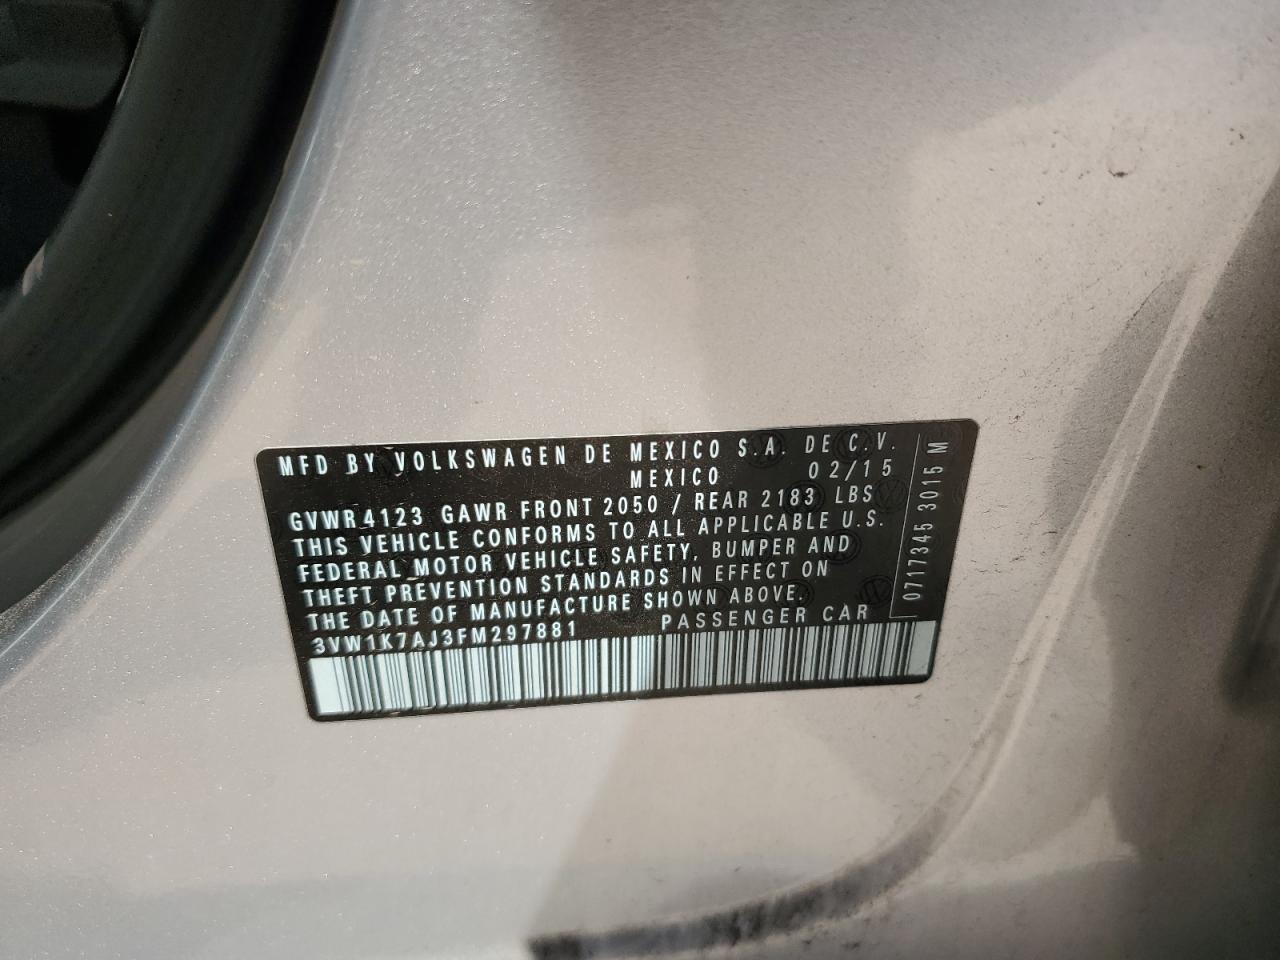 MFD BY VOLKSWAGEN DE MEXICO S.A. DE C.V.
MEXICO 02/15
GVWR 4123 GAWR FRONT 2050 / REAR 2183 LBS
THIS VEHICLE CONFORMS TO ALL APPLICABLE U.S.
FEDERAL MOTOR VEHICLE SAFETY, BUMPER AND
THEFT PREVENTION STANDARDS IN EFFECT ON
THE DATE OF MANUFACTURE SHOWN ABOVE.
3VW1K7AJ3FM297881 PASSENGER CAR
0717345 3015 M